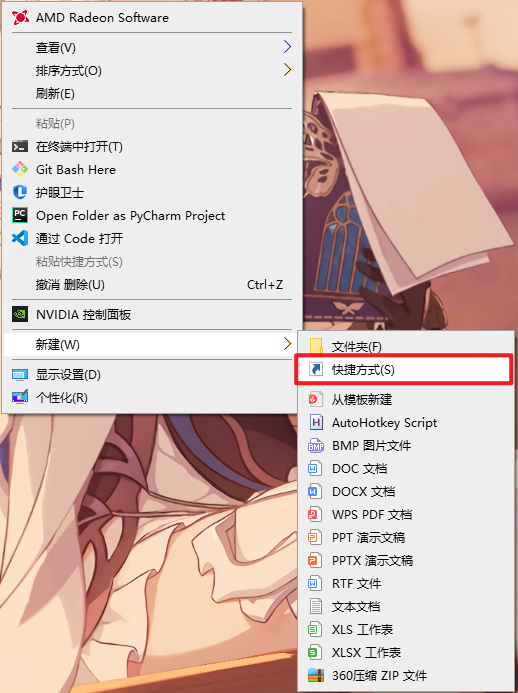 AMD Radeon Software
查看(V)
排序方式(O)
刷新(E)
粘贴(P)
在终端中打开(T)
Git Bash Here
护眼卫士
Open Folder as PyCharm Project
通过 Code 打开
粘贴快捷方式(S)
撤消 删除(U) Ctrl+Z
NVIDIA 控制面板
新建(W)
显示设置(D)
个性化(R)
文件夹(F)
快捷方式(S)
从模板新建
AutoHotkey Script
BMP 图片文件
DOC 文档
DOCX 文档
WPS PDF 文档
PPT 演示文稿
PPTX 演示文稿
RTF 文件
文本文档
XLS 工作表
XLSX 工作表
360压缩 ZIP 文件